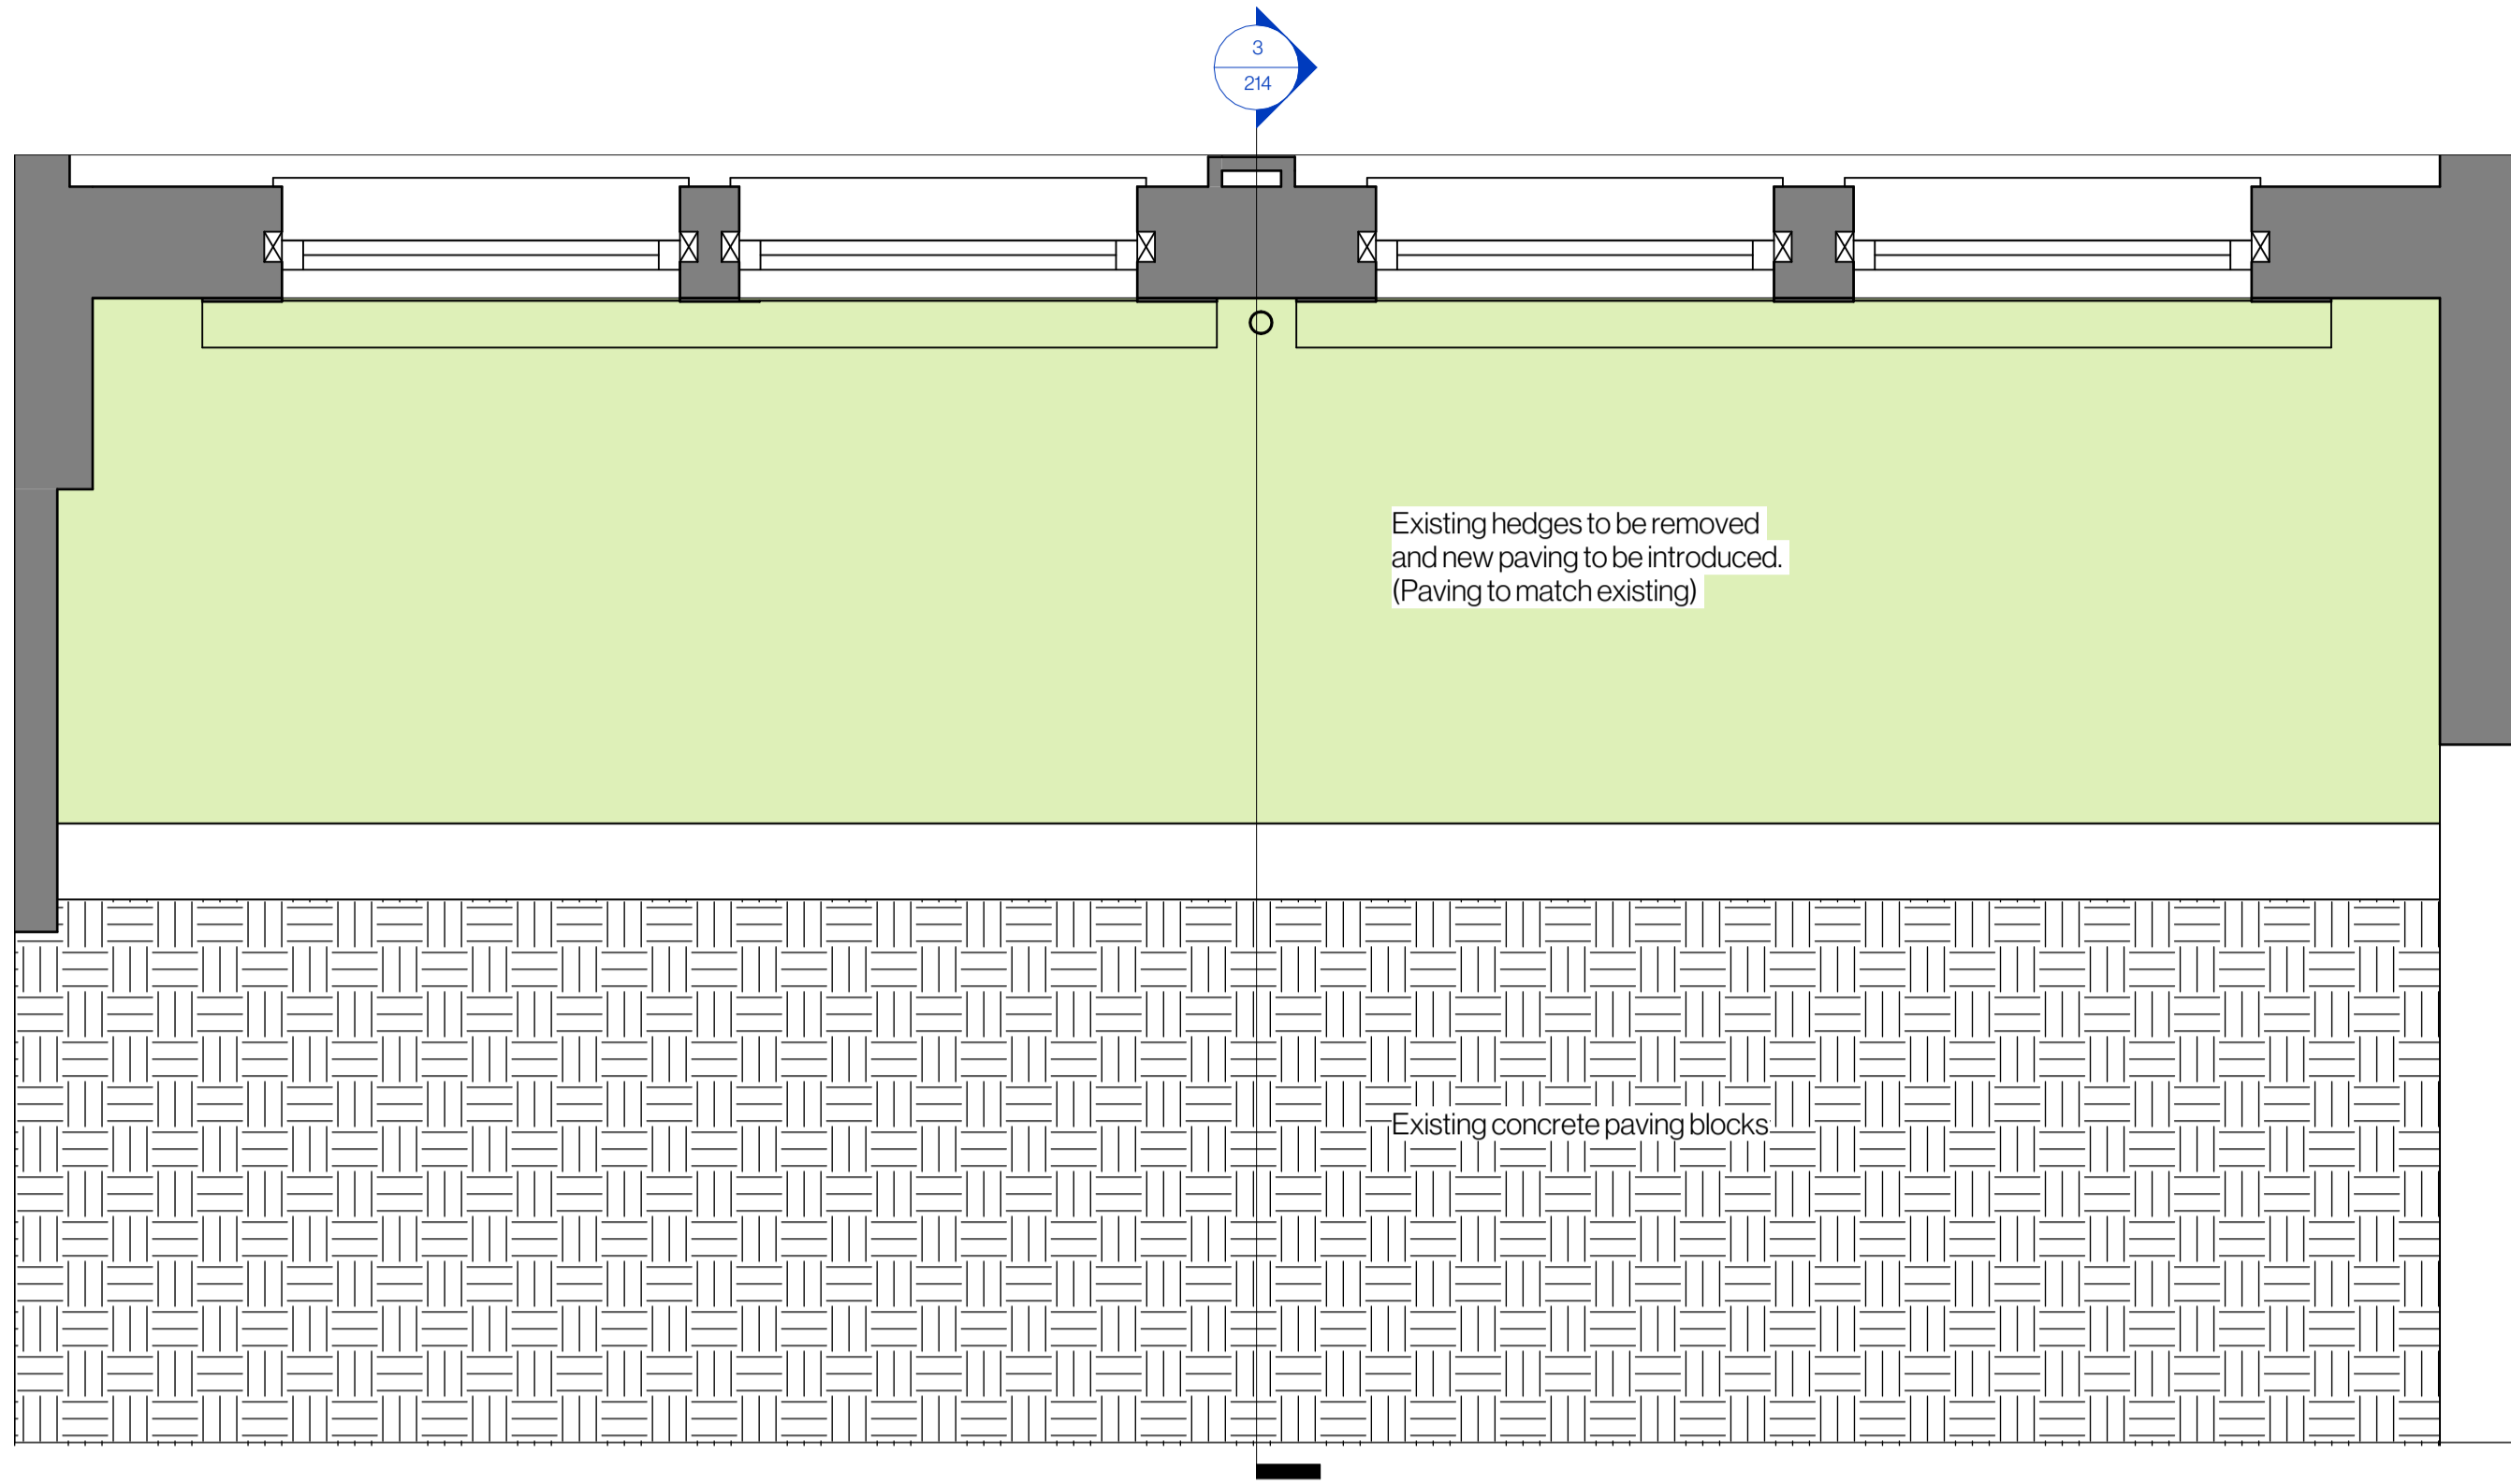 3
214
Existing hedges to be removed
and new paving to be introduced.
(Paving to match existing)
Existing concrete paving blocks